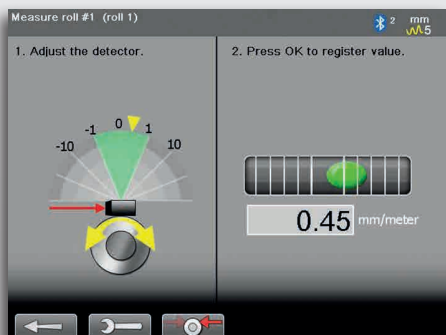 Measure roll #1 (roll 1)
2 mm
5
1. Adjust the detector.
2. Press OK to register value.
-10 -1 0 1 10
0.45 mm/meter